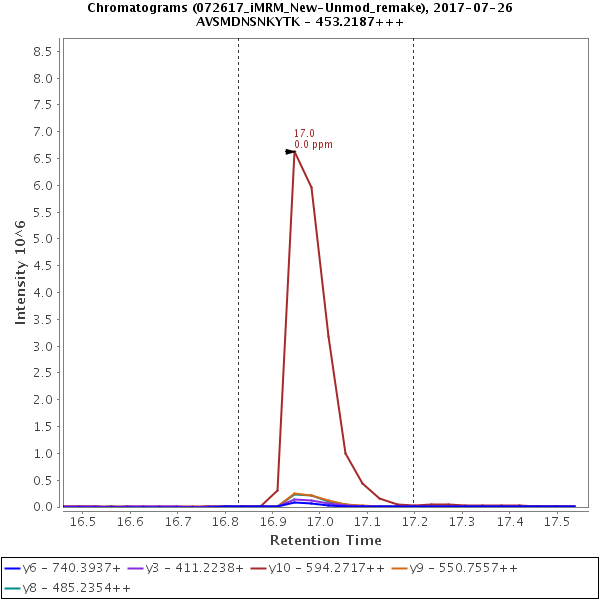 Chromatograms (072617_iMRM_New-Unmod_remake), 2017-07-26
AVSMDNSNKYTK - 453.2187+++
8.5
8.0
7.5
7.0
6.5
6.0
5.5
5.0
4.5
4.0
3.5
3.0
2.5
2.0
1.5
1.0
0.5
0.0
Intensity 10^6
17.0
0.0 ppm
16.5 16.6 16.7 16.8 16.9 17.0 17.1 17.2 17.3 17.4 17.5
Retention Time
y6 - 740.3937+ y3 - 411.2238+ y10 - 594.2717++ y9 - 550.7557++
y8 - 485.2354++